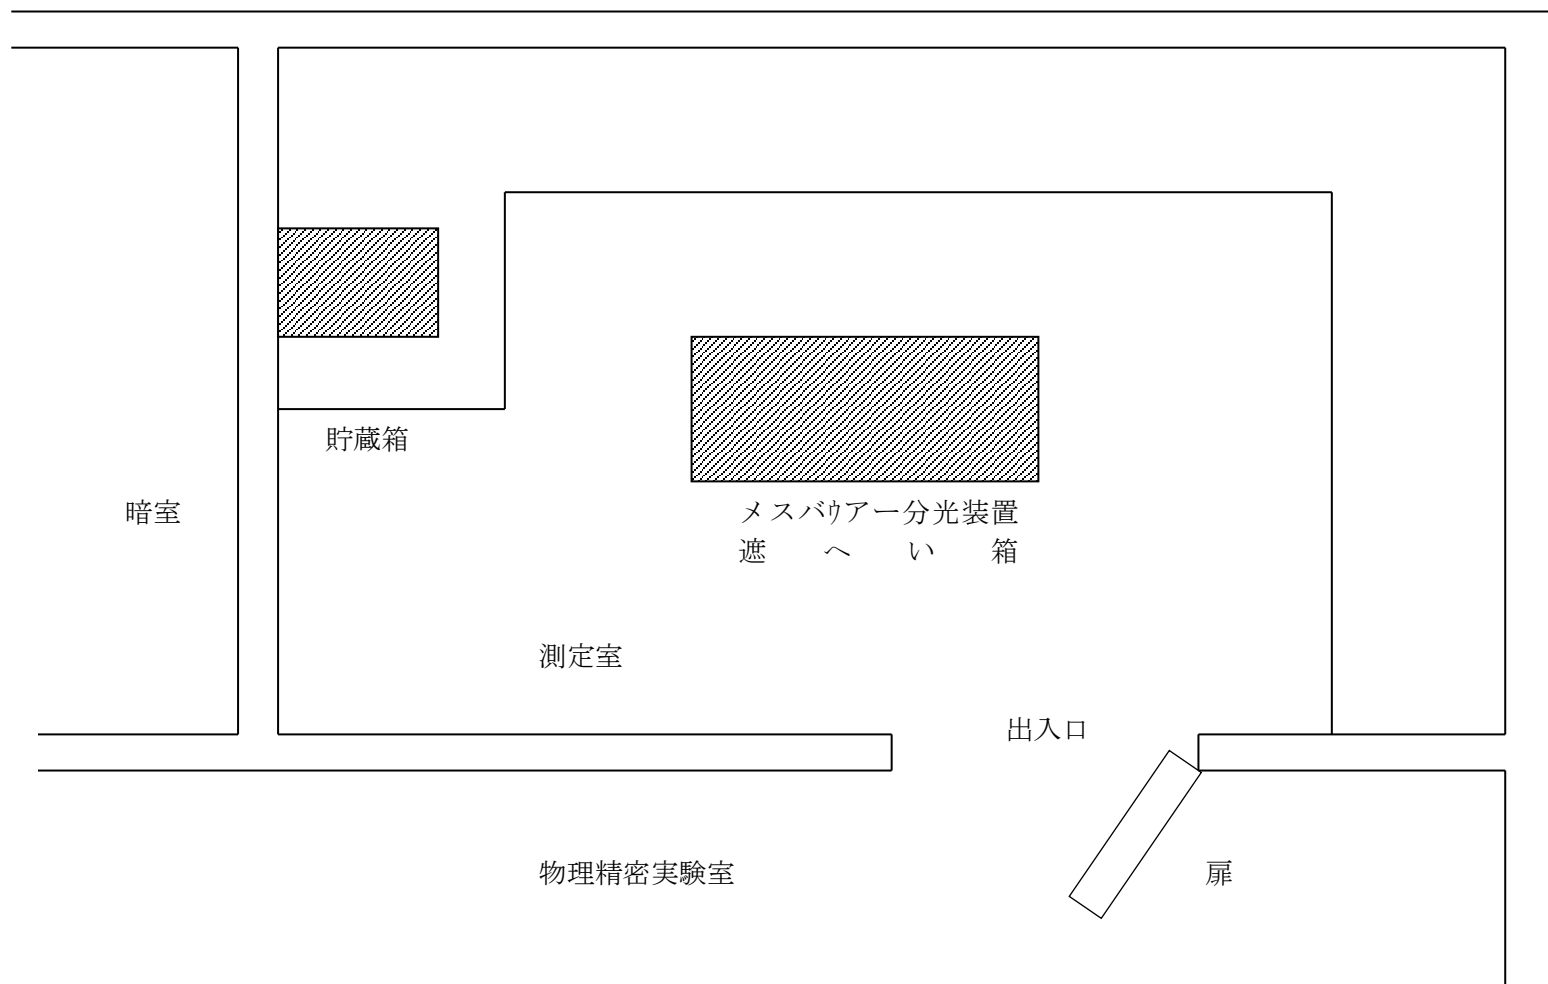 貯蔵箱
暗室
メスバゥアー分光装置
遮へい箱
測定室
出入口
物理精密実験室
扉